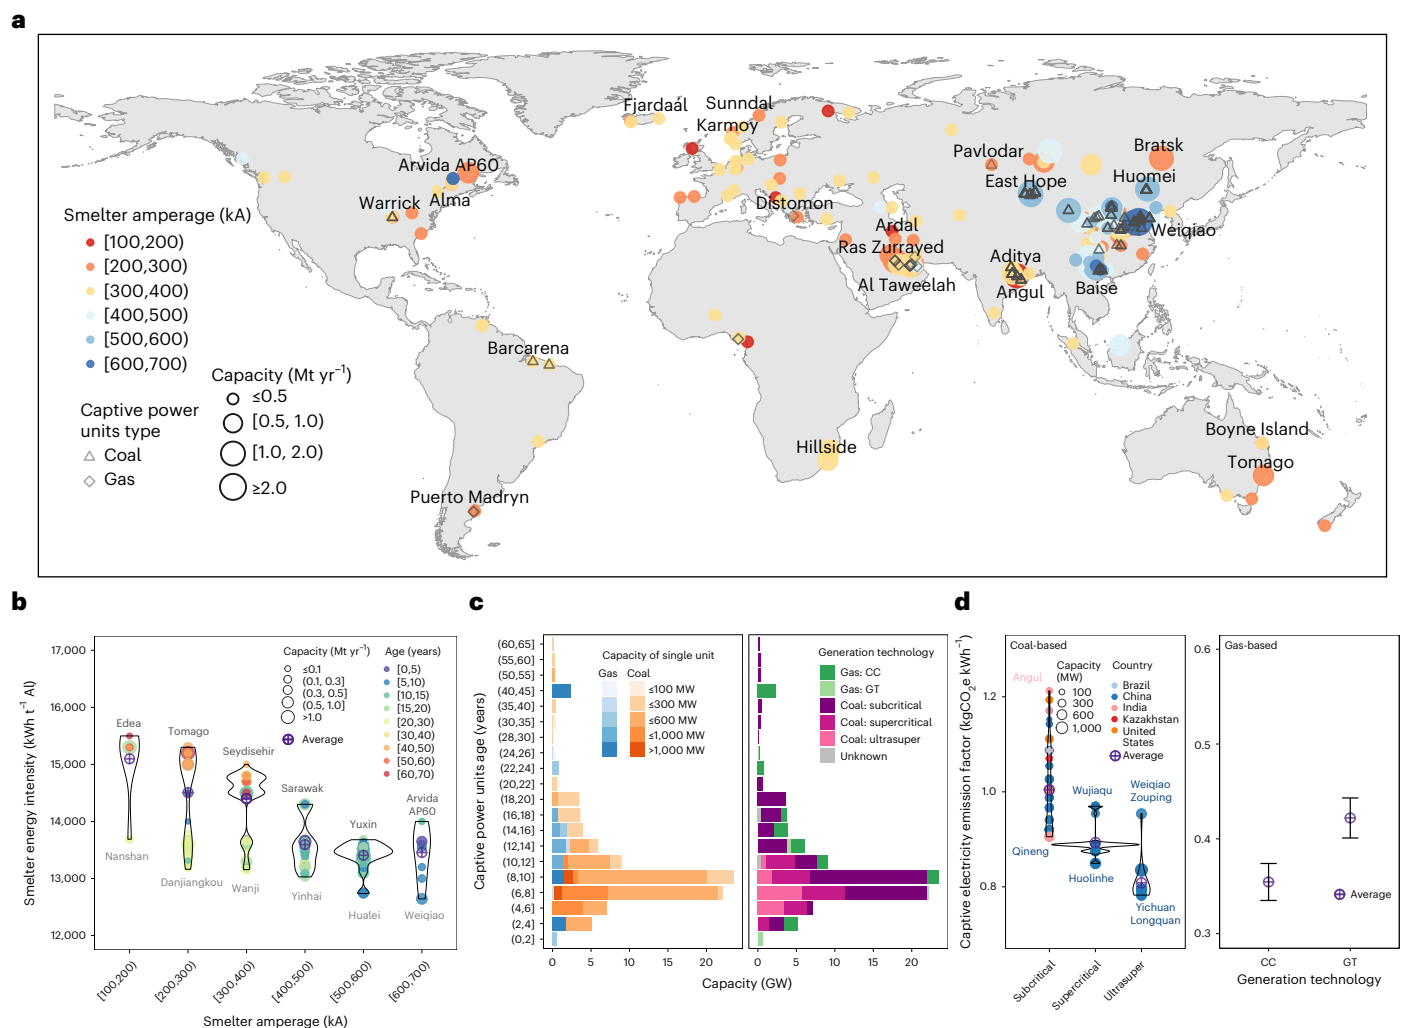 a
Fjardaál
Sunndal
Karmoy
Arvida AP60
Alma
Warrick
Pavlodar
Bratsk
East Hope
Huomei
Distomon
Ardal
Weiqiao
Ras Zurrayed
Aditya
Al Taweelah
Angul
Baise
Barcarena
Hillside
Boyne Island
Tomago
Puerto Madryn
Smelter amperage (kA)
[100,200)
[200,300)
[300,400)
[400,500)
[500,600)
[600,700)
Captive power
units type
Coal
Gas
Capacity (Mt yr⁻¹)
≤0.5
[0.5, 1.0)
[1.0, 2.0)
≥2.0
b
Smelter energy intensity (kWh t⁻¹ Al)
17,000
16,000
15,000
14,000
13,000
12,000
Capacity (Mt yr⁻¹)
≤0.1
(0.1, 0.3]
(0.3, 0.5]
(0.5, 1.0]
>1.0
Average
Age (years)
[0,5)
[5,10)
[10,15)
[15,20)
[20,30)
[30,40)
[40,50)
[50,60)
[60,70)
Edea
Tomago
Seydisehir
Sarawak
Yuxin
Arvida
AP60
Nanshan
Danjiangkou
Wanji
Yinhai
Hualei
Weiqiao
[100,200)
[200,300)
[300,400)
[400,500)
[500,600)
[600,700)
Smelter amperage (kA)
c
Captive power units age (years)
(60,65]
(55,60]
(50,55]
(40,45]
(35,40]
(30,35]
(28,30]
(24,26]
(22,24]
(20,22]
(18,20]
(16,18]
(14,16]
(12,14]
(10,12]
(8,10]
(6,8]
(4,6]
(2,4]
(0,2]
Capacity of single unit
Gas
Coal
≤100 MW
≤300 MW
≤600 MW
≤1,000 MW
>1,000 MW
Generation technology
Gas: CC
Gas: GT
Coal: subcritical
Coal: supercritical
Coal: ultrasuper
Unknown
0
5
10
15
20
0
5
10
15
20
Capacity (GW)
d
Captive electricity emission factor (kgCO₂e kWh⁻¹)
1.2
1.0
0.8
Coal-based
Angul
Capacity
(MW)
100
300
600
1,000
Country
Brazil
China
India
Kazakhstan
United
States
Average
Wujiaqu
Weiqiao
Zouping
Qineng
Huolinhe
Yichuan
Longquan
Subcritical
Supercritical
Ultrasuper
Gas-based
0.6
0.5
0.4
0.3
Average
CC
GT
Generation technology